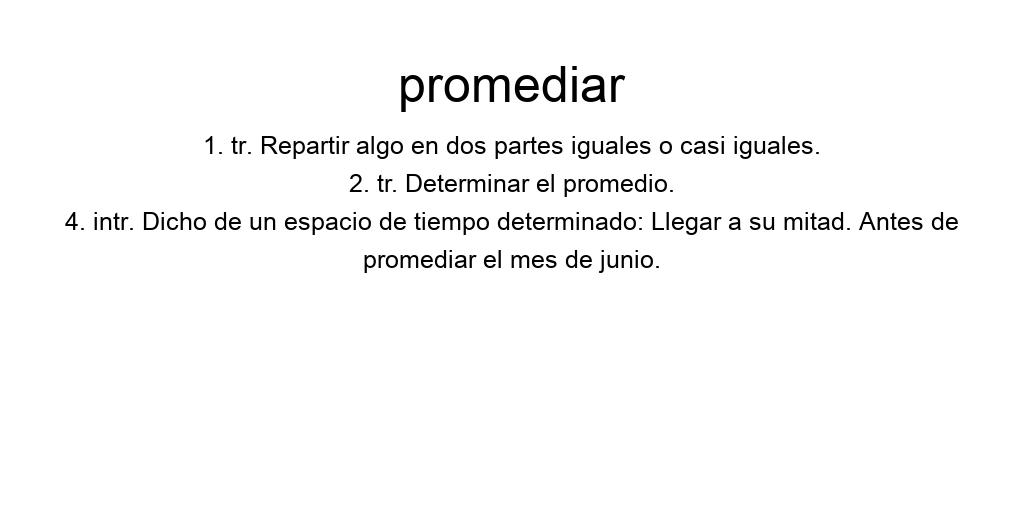 promediar
1. tr. Repartir algo en dos partes iguales o casi iguales.
2. tr. Determinar el promedio.
4. intr. Dicho de un espacio de tiempo determinado: Llegar a su mitad. Antes de
promediar el mes de junio.